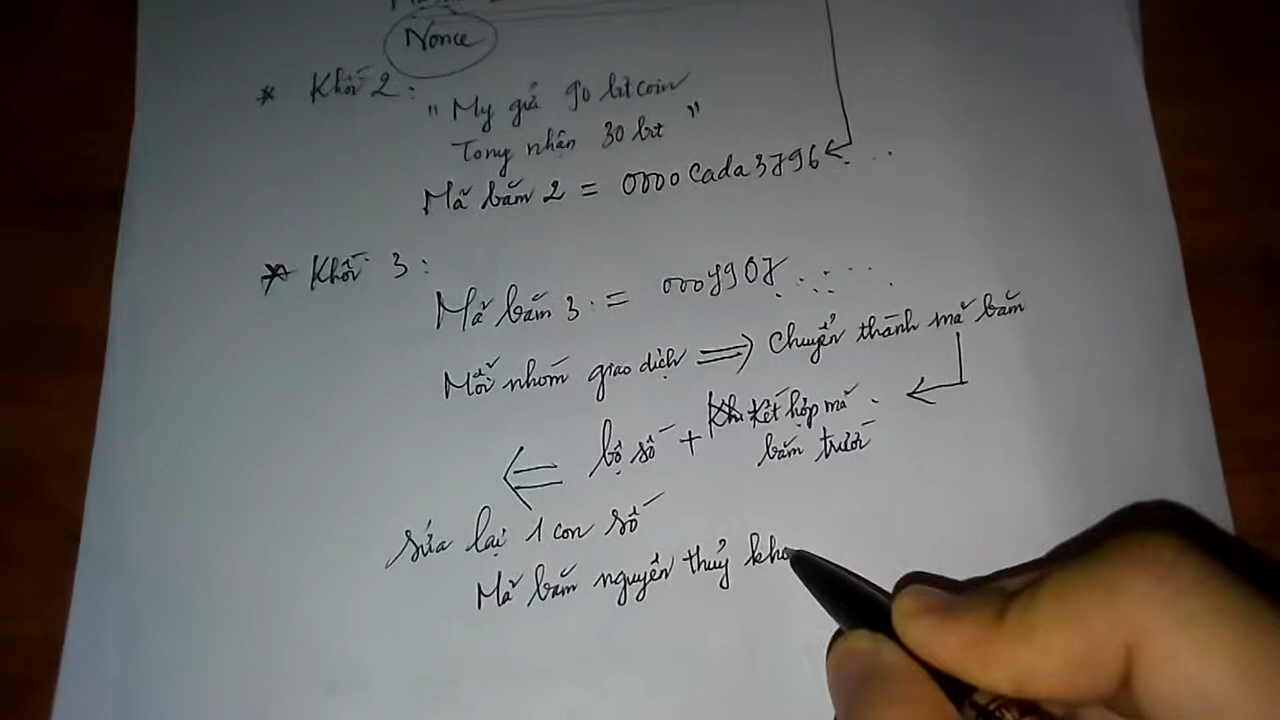 Nonce
* Khối 2:
" My giả 90 bitcoin
Tony nhận 30 bit "
Mã băm 2 = 0000Cada3796 . . .
* Khối 3:
Mã băm 3 : = 000y907
Mỗi nhóm giao dịch ⇒ Chuyển thành mã băm
⇐ bộ số + Kết hợp mã
băm trước
sửa lại 1 con số
Mã băm nguyên thủy kho